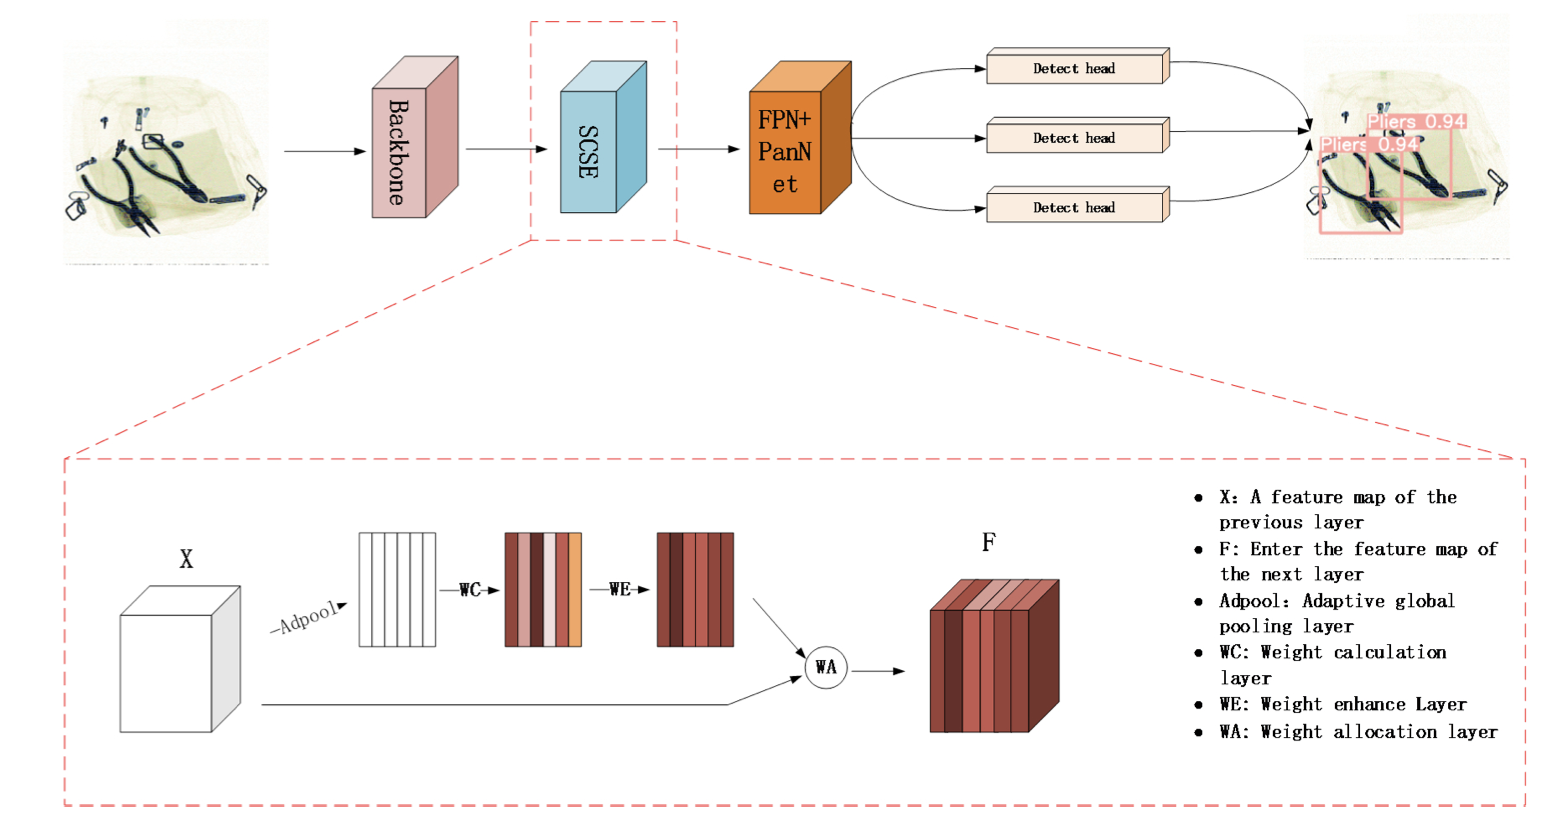 Backbone
SCSE
FPN+
PanN
et
Detect head
Detect head
Detect head
Pliers 0.94
Pliers 0.94
X
—Adpool
WC
WE
WA
F
• X: A feature map of the
previous layer
• F: Enter the feature map of
the next layer
• Adpool: Adaptive global
pooling layer
• WC: Weight calculation
layer
• WE: Weight enhance Layer
• WA: Weight allocation layer